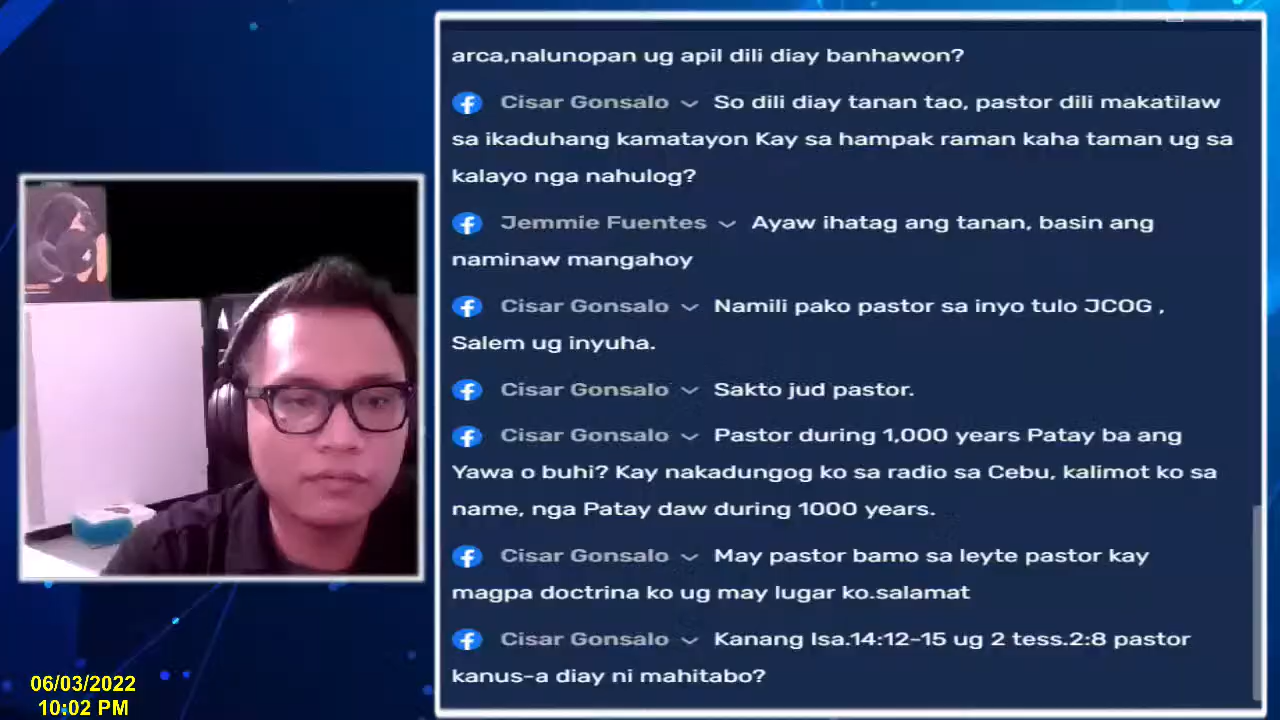 arca,nalunopan ug apil dili diay banhawon?
Cisar Gonsalo So dili diay tanan tao, pastor dili makatilaw
sa ikaduhang kamatayon Kay sa hampak raman kaha taman ug sa
kalayo nga nahulog?
Jemmie Fuentes Ayaw ihatag ang tanan, basin ang
naminaw mangahoy
Cisar Gonsalo Namili pako pastor sa inyo tulo JCOG ,
Salem ug inyuha.
Cisar Gonsalo Sakto jud pastor.
Cisar Gonsalo Pastor during 1,000 years Patay ba ang
Yawa o buhi? Kay nakadungog ko sa radio sa Cebu, kalimot ko sa
name, nga Patay daw during 1000 years.
Cisar Gonsalo May pastor bamo sa leyte pastor kay
magpa doctrina ko ug may lugar ko.salamat
Cisar Gonsalo Kanang Isa.14:12-15 ug 2 tess.2:8 pastor
kanus-a diay ni mahitabo?
06/03/2022
10:02 PM